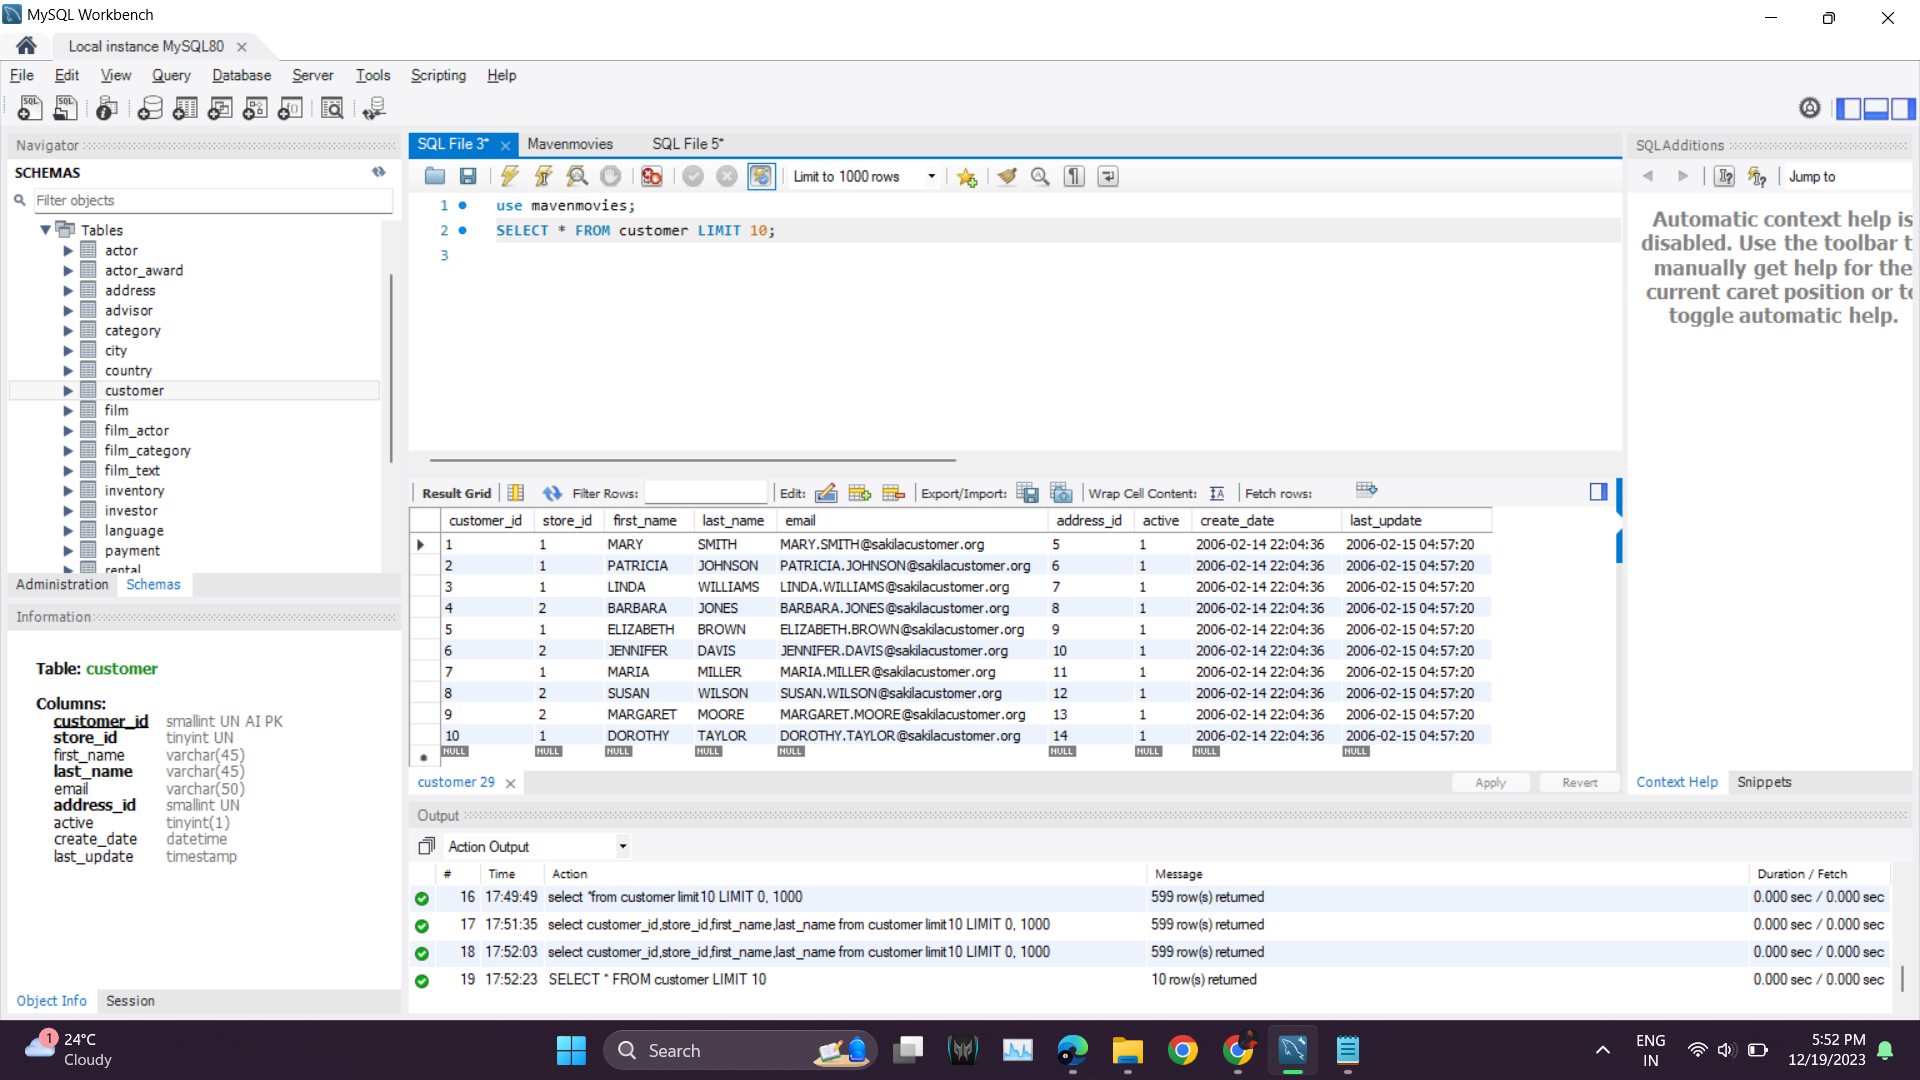 MySQL Workbench
Local instance MySQL80
File Edit View Query Database Server Tools Scripting Help
Navigator
SCHEMAS
Filter objects
Tables
actor
actor_award
address
advisor
category
city
country
customer
film
film_actor
film_category
film_text
inventory
investor
language
payment
rental
Administration Schemas
Information
Table: customer
Columns:
customer_id smallint UN AI PK
store_id tinyint UN
first_name varchar(45)
last_name varchar(45)
email varchar(50)
address_id smallint UN
active tinyint(1)
create_date datetime
last_update timestamp
Object Info Session
SQL File 3* Mavenmovies SQL File 5*
Limit to 1000 rows
1 use mavenmovies;
2 SELECT * FROM customer LIMIT 10;
3
Result Grid Filter Rows: Edit: Export/Import: Wrap Cell Content: Fetch rows:
customer_id store_id first_name last_name email address_id active create_date last_update
1 1 MARY SMITH MARY.SMITH@sakilacustomer.org 5 1 2006-02-14 22:04:36 2006-02-15 04:57:20
2 1 PATRICIA JOHNSON PATRICIA.JOHNSON@sakilacustomer.org 6 1 2006-02-14 22:04:36 2006-02-15 04:57:20
3 1 LINDA WILLIAMS LINDA.WILLIAMS@sakilacustomer.org 7 1 2006-02-14 22:04:36 2006-02-15 04:57:20
4 2 BARBARA JONES BARBARA.JONES@sakilacustomer.org 8 1 2006-02-14 22:04:36 2006-02-15 04:57:20
5 1 ELIZABETH BROWN ELIZABETH.BROWN@sakilacustomer.org 9 1 2006-02-14 22:04:36 2006-02-15 04:57:20
6 2 JENNIFER DAVIS JENNIFER.DAVIS@sakilacustomer.org 10 1 2006-02-14 22:04:36 2006-02-15 04:57:20
7 1 MARIA MILLER MARIA.MILLER@sakilacustomer.org 11 1 2006-02-14 22:04:36 2006-02-15 04:57:20
8 2 SUSAN WILSON SUSAN.WILSON@sakilacustomer.org 12 1 2006-02-14 22:04:36 2006-02-15 04:57:20
9 2 MARGARET MOORE MARGARET.MOORE@sakilacustomer.org 13 1 2006-02-14 22:04:36 2006-02-15 04:57:20
10 1 DOROTHY TAYLOR DOROTHY.TAYLOR@sakilacustomer.org 14 1 2006-02-14 22:04:36 2006-02-15 04:57:20
NULL NULL NULL NULL NULL NULL NULL NULL NULL
customer 29 Apply Revert
SQLAdditions
Jump to
Automatic context help is
disabled. Use the toolbar t
manually get help for the
current caret position or to
toggle automatic help.
Context Help Snippets
Output
Action Output
# Time Action Message Duration / Fetch
16 17:49:49 select *from customer limit10 LIMIT 0, 1000 599 row(s) returned 0.000 sec / 0.000 sec
17 17:51:35 select customer_id,store_id,first_name,last_name from customer limit10 LIMIT 0, 1000 599 row(s) returned 0.000 sec / 0.000 sec
18 17:52:03 select customer_id,store_id,first_name,last_name from customer limit10 LIMIT 0, 1000 599 row(s) returned 0.000 sec / 0.000 sec
19 17:52:23 SELECT * FROM customer LIMIT 10 10 row(s) returned 0.000 sec / 0.000 sec
1 24°C
Cloudy
Search
ENG
IN
5:52 PM
12/19/2023